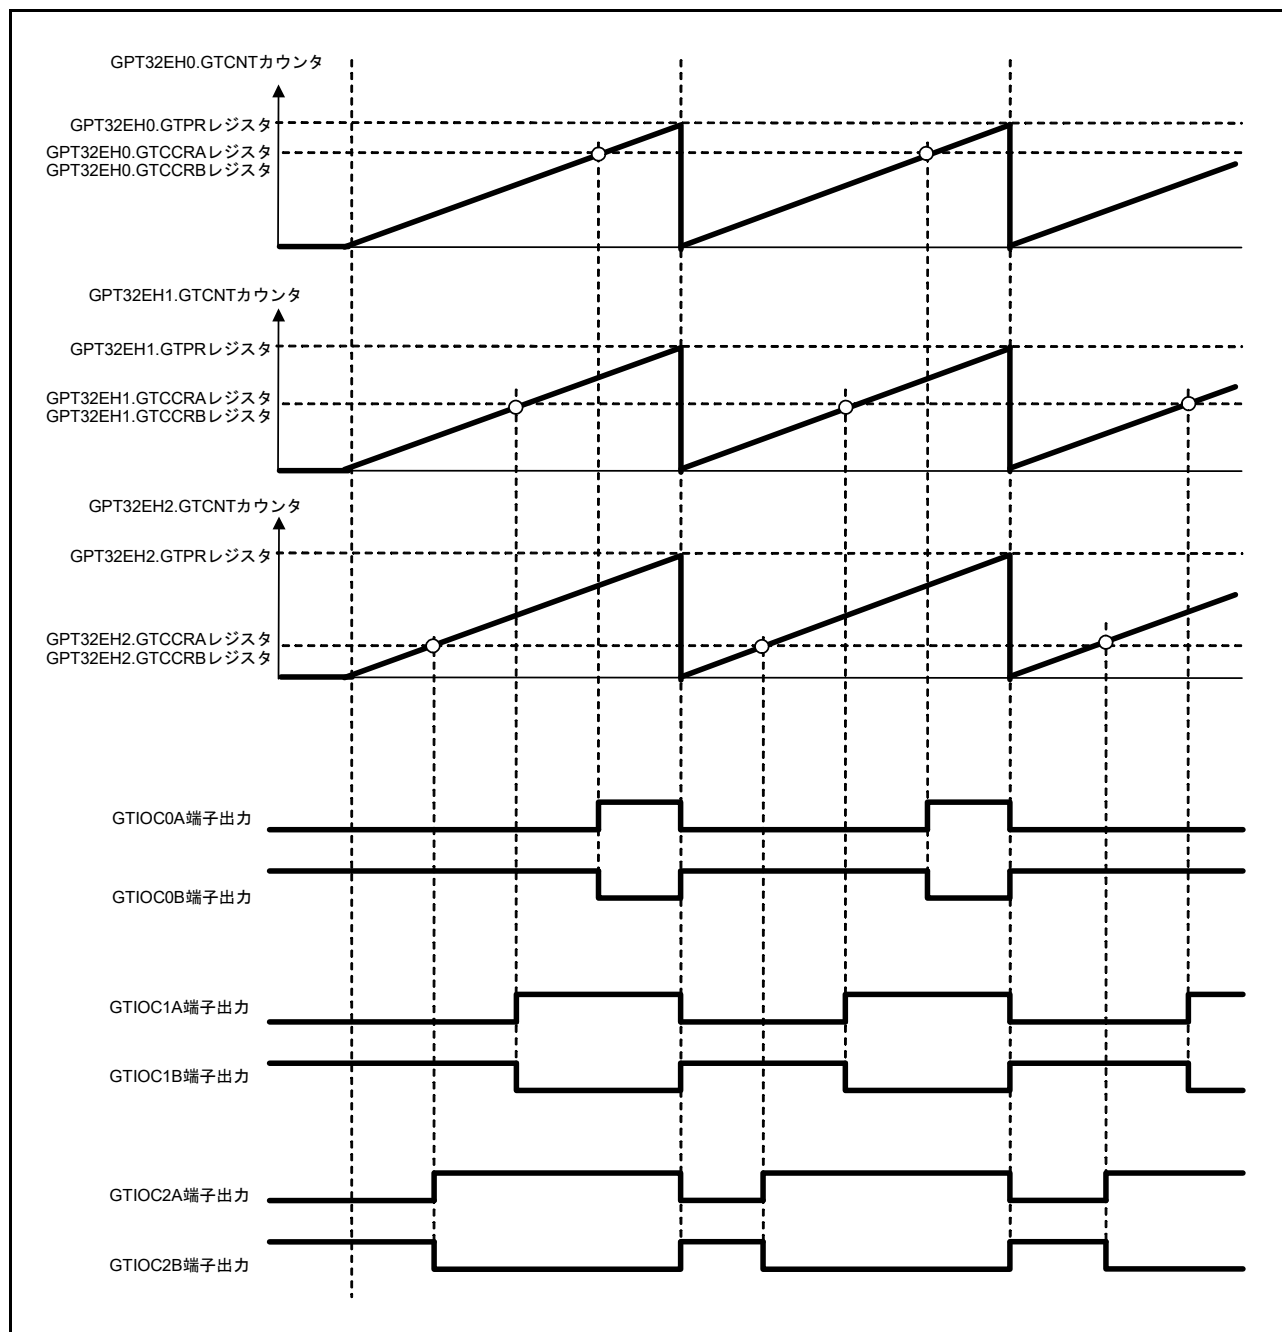 GPT32EH0.GTCNTカウンタ
GPT32EH0.GTPRレジスタ
GPT32EH0.GTCCRAレジスタ
GPT32EH0.GTCCRBレジスタ
GPT32EH1.GTCNTカウンタ
GPT32EH1.GTPRレジスタ
GPT32EH1.GTCCRAレジスタ
GPT32EH1.GTCCRBレジスタ
GPT32EH2.GTCNTカウンタ
GPT32EH2.GTPRレジスタ
GPT32EH2.GTCCRAレジスタ
GPT32EH2.GTCCRBレジスタ
GTIOC0A端子出力
GTIOC0B端子出力
GTIOC1A端子出力
GTIOC1B端子出力
GTIOC2A端子出力
GTIOC2B端子出力